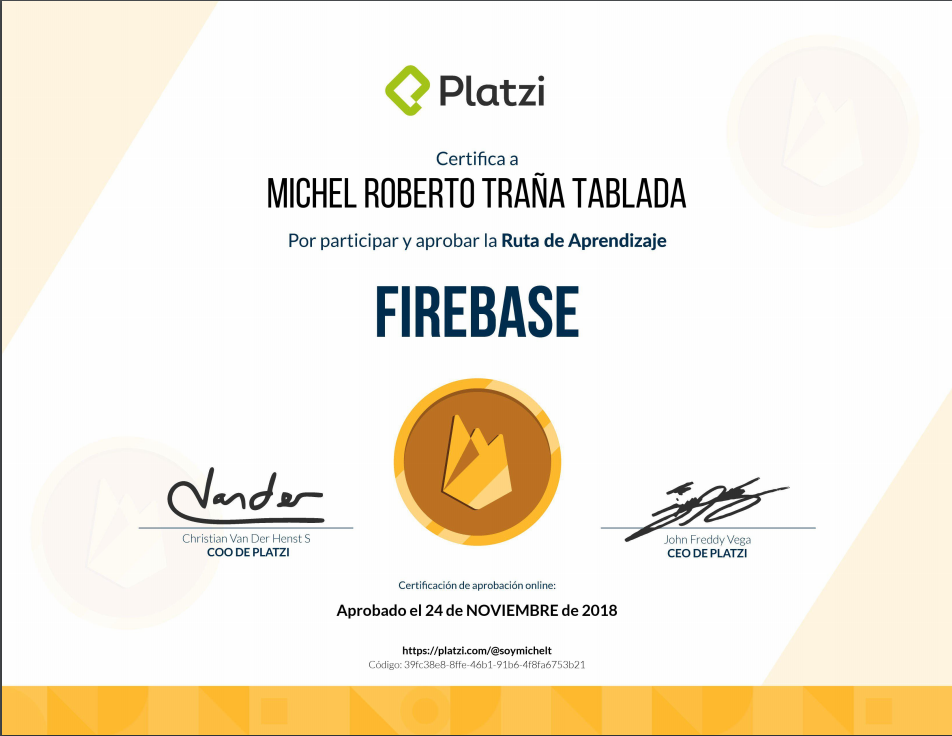 Platzi
Certifica a
MICHEL ROBERTO TRAÑA TABLADA
Por participar y aprobar la Ruta de Aprendizaje
FIREBASE
Vander
Christian Van Der Henst S
COO DE PLATZI
John Freddy Vega
CEO DE PLATZI
Certificación de aprobación online:
Aprobado el 24 de NOVIEMBRE de 2018
https://platzi.com/@soymichelt
Código: 39fc38e8-8ffe-46b1-91b6-4f8fa6753b21